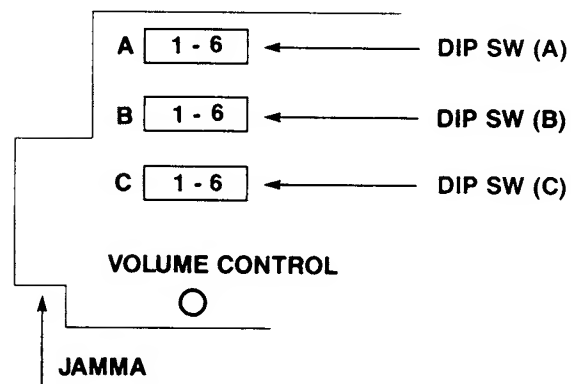 A 1 - 6 DIP SW (A)
B 1 - 6 DIP SW (B)
C 1 - 6 DIP SW (C)
VOLUME CONTROL
JAMMA